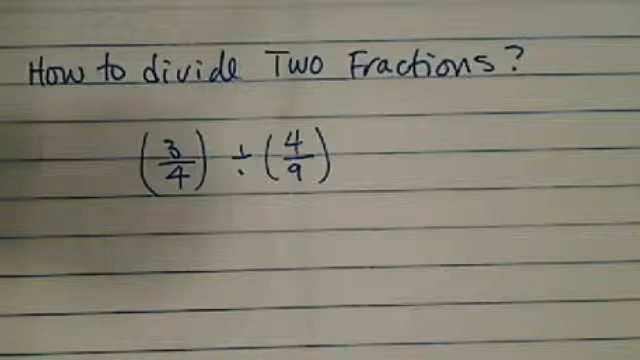 How to divide Two Fractions?
(3/4) ÷ (4/9)